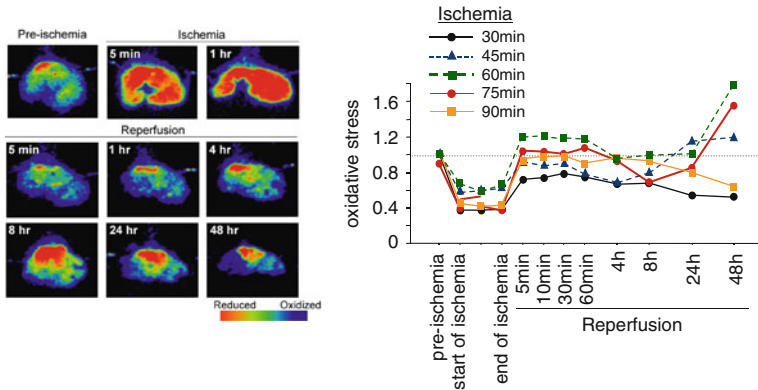 Pre-ischemia
Ischemia
5 min
1 hr
Reperfusion
5 min
1 hr
4 hr
8 hr
24 hr
48 hr
Reduced
Oxidized
Ischemia
30min
45min
60min
75min
90min
oxidative stress
1.6
1.2
0.8
0.4
0
pre-ischemia
start of ischemia
end of ischemia
5min
10min
30min
60min
4h
8h
24h
48h
Reperfusion